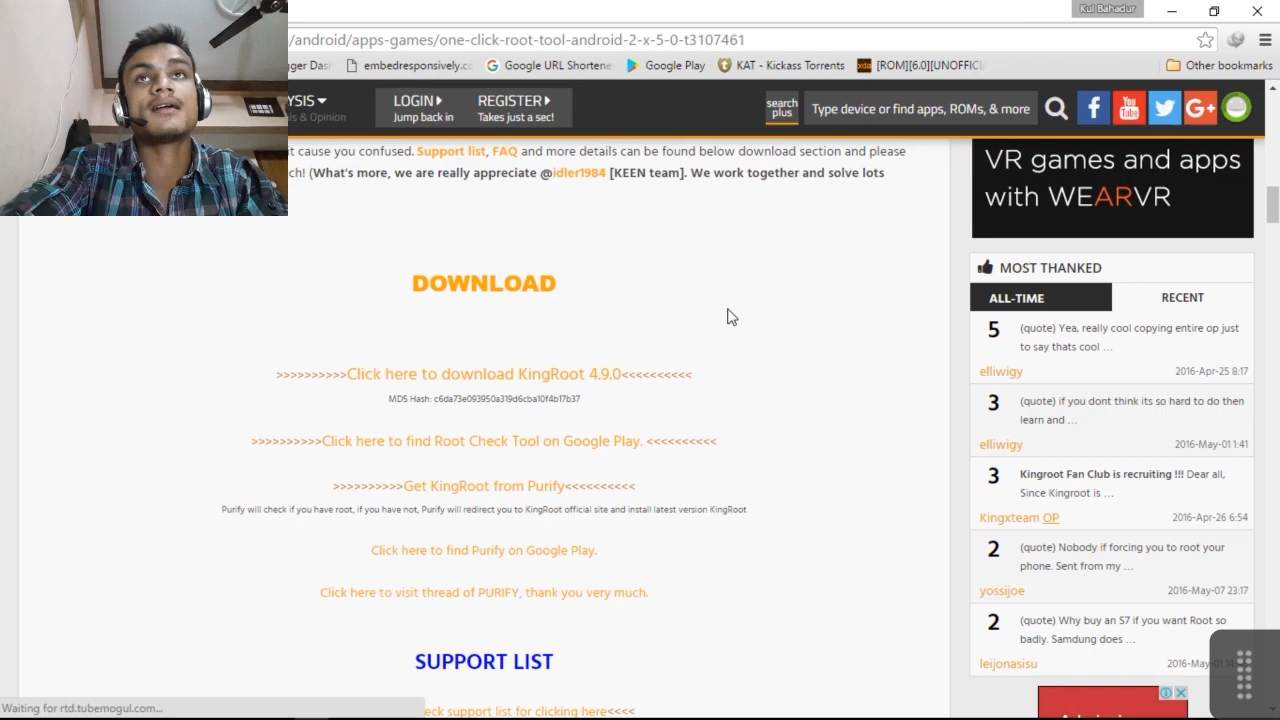 Kul Bahadur
/android/apps-games/one-click-root-tool-android-2-x-5-0-t3107461
gger Das
embedresponsively.co
Google URL Shortene
Google Play
KAT - Kickass Torrents
xda
[ROM][6.0][UNOFFICI
Other bookmarks
YSIS
ls & Opinion
LOGIN
Jump back in
REGISTER
Takes just a sec!
search
plus
Type device or find apps, ROMs, & more
You
Tube
G+
it cause you confused. Support list, FAQ and more details can be found below download section and please
ch! (What's more, we are really appreciate @idler1984 [KEEN team]. We work together and solve lots
DOWNLOAD
>>>>>>>>>>Click here to download KingRoot 4.9.0<<<<<<<<<<
MD5 Hash: c6da73e093950a319d6cba10f4b17b37
>>>>>>>>>>Click here to find Root Check Tool on Google Play. <<<<<<<<<<
>>>>>>>>>>Get KingRoot from Purify<<<<<<<<<<
Purify will check if you have root, if you have not, Purify will redirect you to KingRoot official site and install latest version KingRoot
Click here to find Purify on Google Play.
Click here to visit thread of PURIFY, thank you very much.
SUPPORT LIST
eck support list for clicking here<<<<
VR games and apps
with WEARVR
MOST THANKED
ALL-TIME
RECENT
5
(quote) Yea, really cool copying entire op just
to say thats cool …
elliwigy
2016-Apr-25 8:17
3
(quote) if you dont think its so hard to do then
learn and …
elliwigy
2016-May-01 1:41
3
Kingroot Fan Club is recruiting !!! Dear all,
Since Kingroot is …
Kingxteam OP
2016-Apr-26 6:54
2
(quote) Nobody if forcing you to root your
phone. Sent from my …
yossijoe
2016-May-07 23:17
2
(quote) Why buy an S7 if you want Root so
badly. Samdung does …
leijonasisu
2016-May-01
Waiting for rtd.tubemogul.com...